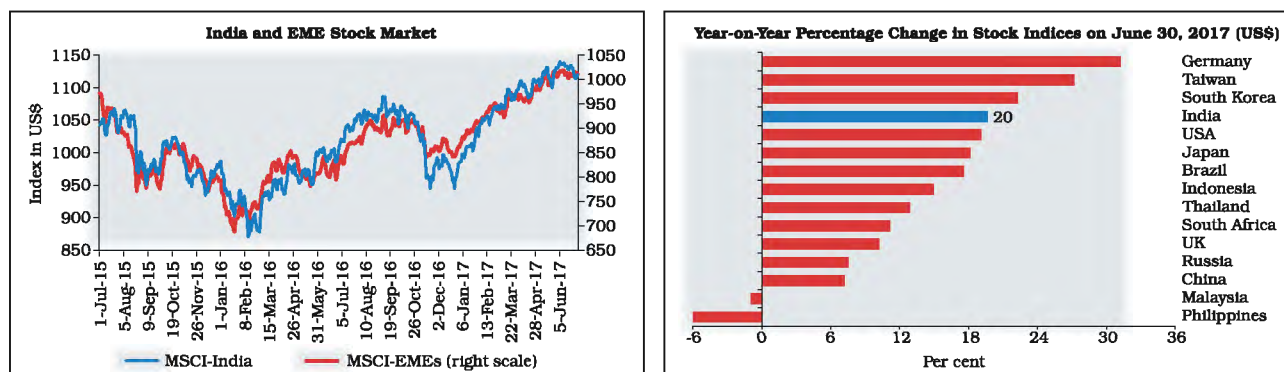 India and EME Stock Market
Index in US$
1150
1100
1050
1000
950
900
850
1050
1000
950
900
850
800
750
700
650
1-Jul-15
5-Aug-15
9-Sep-15
19-Oct-15
26-Nov-15
1-Jan-16
8-Feb-16
15-Mar-16
26-Apr-16
31-May-16
5-Jul-16
10-Aug-16
19-Sep-16
26-Oct-16
2-Dec-16
6-Jan-17
13-Feb-17
22-Mar-17
28-Apr-17
5-Jun-17
MSCI-India
MSCI-EMEs (right scale)
Year-on-Year Percentage Change in Stock Indices on June 30, 2017 (US$)
Germany
Taiwan
South Korea
20
India
USA
Japan
Brazil
Indonesia
Thailand
South Africa
UK
Russia
China
Malaysia
Philippines
-6 0 6 12 18 24 30 36
Per cent